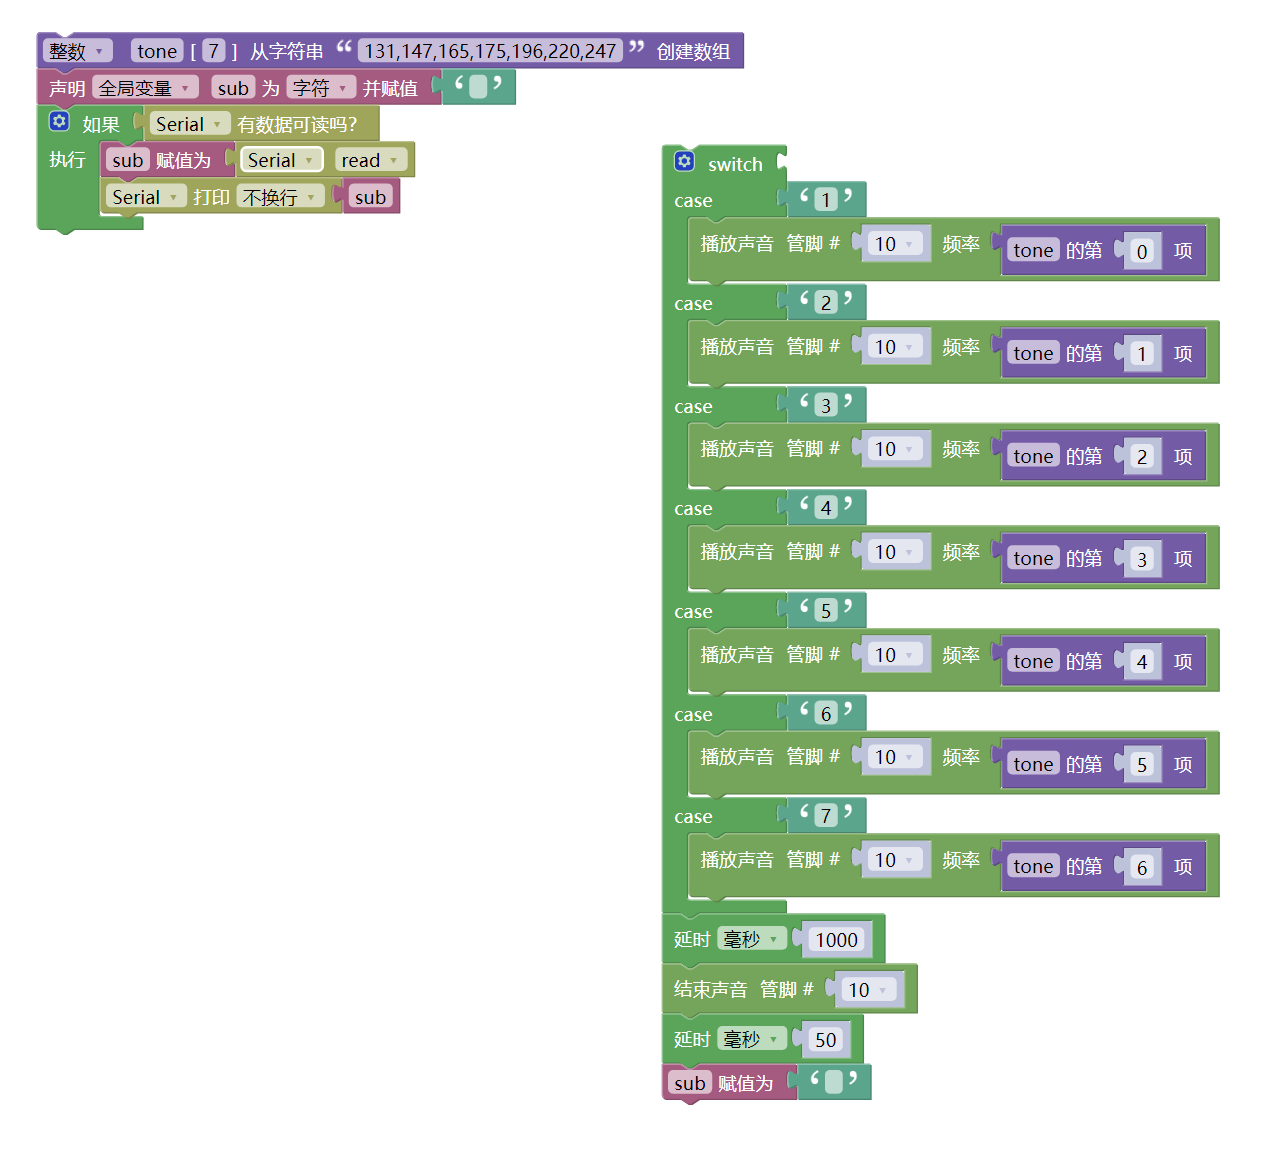 整数 tone [ 7 ] 从字符串 “ 131,147,165,175,196,220,247 ” 创建数组
声明 全局变量 sub 为 字符 并赋值 ‘ ’
如果 Serial 有数据可读吗?
执行 sub 赋值为 Serial read
Serial 打印 不换行 sub
switch
case ‘ 1 ’
播放声音 管脚 # 10 频率 tone 的第 0 项
case ‘ 2 ’
播放声音 管脚 # 10 频率 tone 的第 1 项
case ‘ 3 ’
播放声音 管脚 # 10 频率 tone 的第 2 项
case ‘ 4 ’
播放声音 管脚 # 10 频率 tone 的第 3 项
case ‘ 5 ’
播放声音 管脚 # 10 频率 tone 的第 4 项
case ‘ 6 ’
播放声音 管脚 # 10 频率 tone 的第 5 项
case ‘ 7 ’
播放声音 管脚 # 10 频率 tone 的第 6 项
延时 毫秒 1000
结束声音 管脚 # 10
延时 毫秒 50
sub 赋值为 ‘ ’